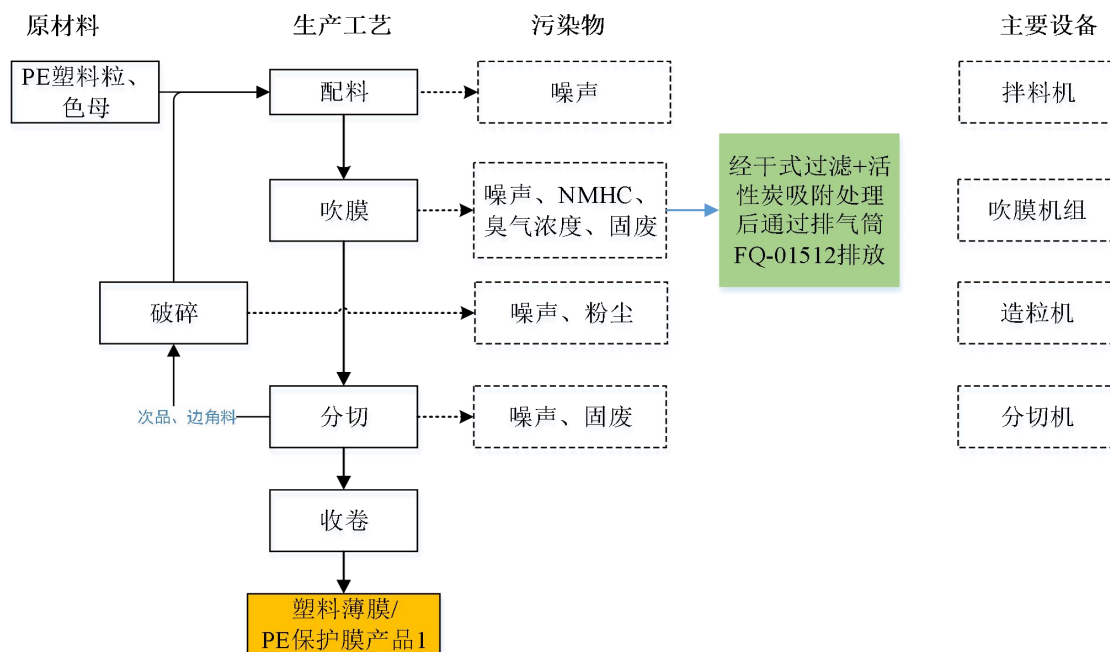 原材料
生产工艺
污染物
主要设备
PE塑料粒、
色母
配料
噪声
拌料机
吹膜
噪声、NMHC、
臭气浓度、固废
经干式过滤+活
性炭吸附处理
后通过排气筒
FQ-01512排放
吹膜机组
破碎
噪声、粉尘
造粒机
次品、边角料
分切
噪声、固废
分切机
收卷
塑料薄膜/
PE保护膜产品1